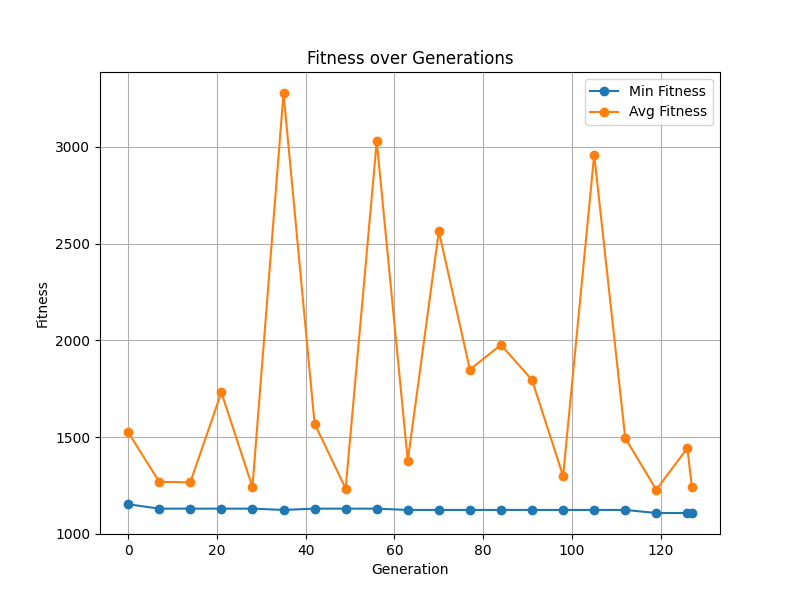 Fitness over Generations
Min Fitness
Avg Fitness
3000
2500
2000
1500
1000
Fitness
0 20 40 60 80 100 120
Generation